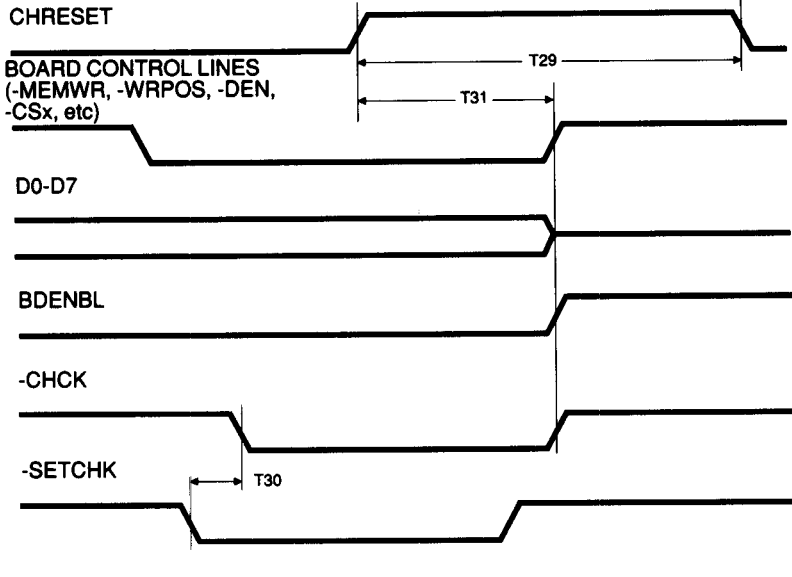 CHRESET
T29
BOARD CONTROL LINES
(-MEMWR, -WRPOS, -DEN,
-CSx, etc)
T31
D0-D7
BDENBL
-CHCK
-SETCHK
T30